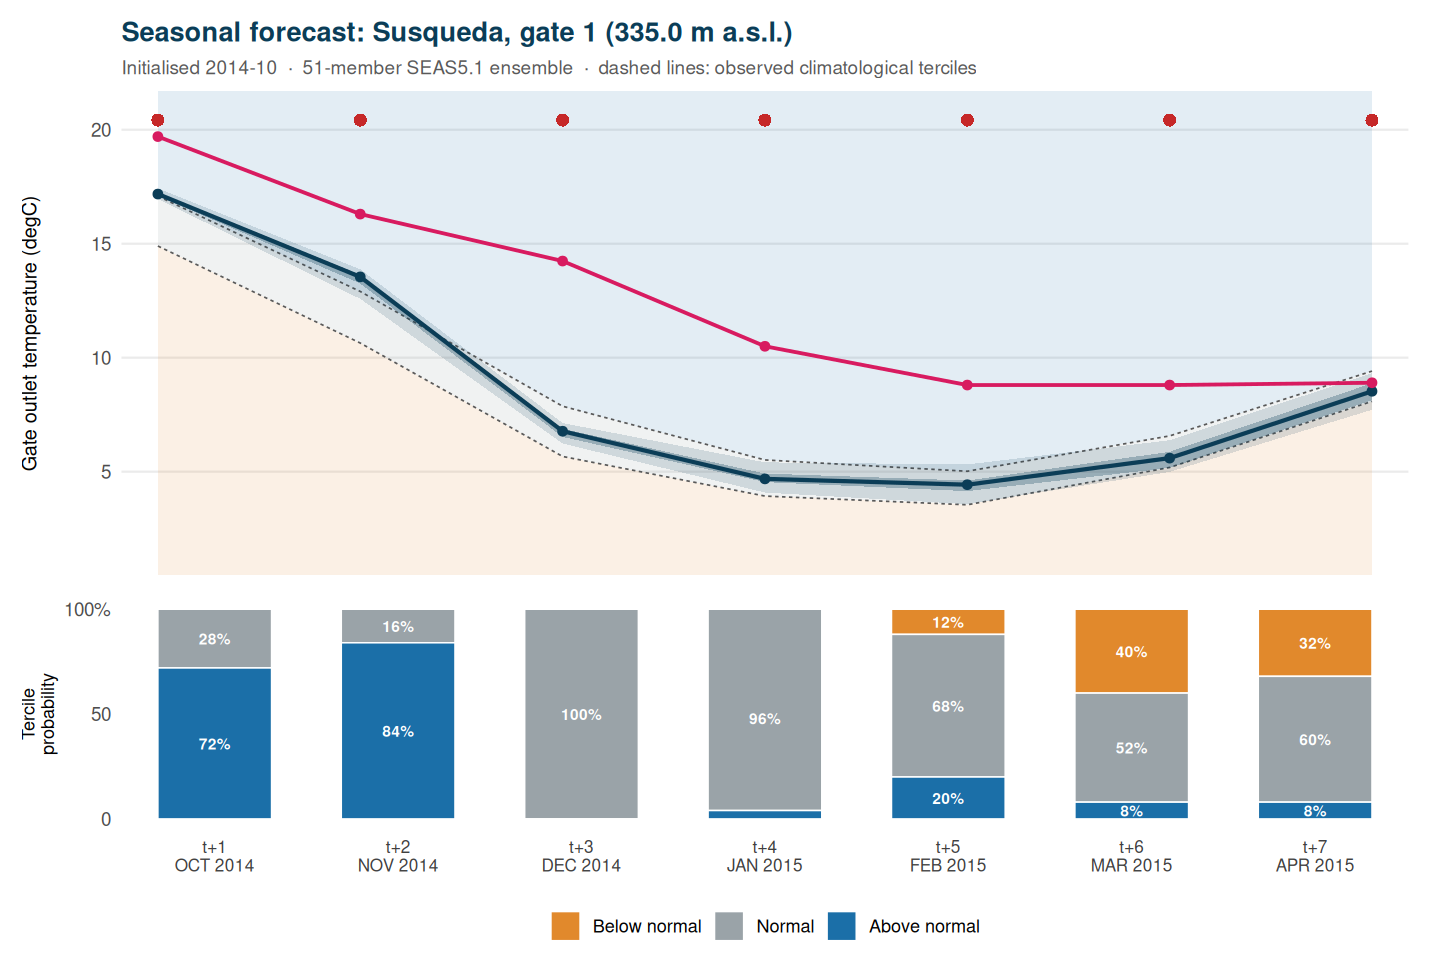 Seasonal forecast: Susqueda, gate 1 (335.0 m a.s.l.)
Initialised 2014-10 · 51-member SEAS5.1 ensemble · dashed lines: observed climatological terciles
Gate outlet temperature (degC)
20
15
10
5
Tercile
probability
100%
50
0
28%
72%
16%
84%
100%
96%
12%
68%
20%
40%
52%
8%
32%
60%
8%
t+1
OCT 2014
t+2
NOV 2014
t+3
DEC 2014
t+4
JAN 2015
t+5
FEB 2015
t+6
MAR 2015
t+7
APR 2015
Below normal
Normal
Above normal